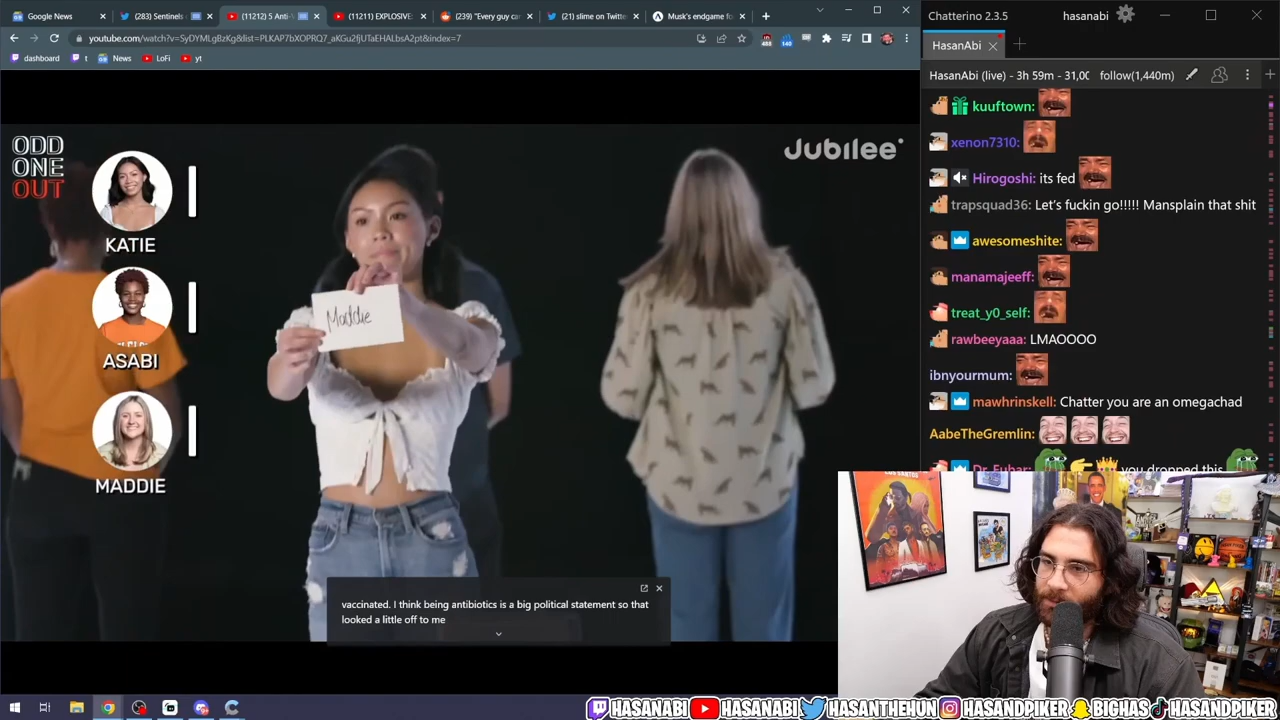 Google News
(283) Sentinels
(11212) 5 Anti-
(11211) EXPLOSIVE
(239) "Every guy can
(21) slime on Twitte
Musk's endgame fo
youtube.com/watch?v=SyDYMLgBzKg&list=PLKAP7bXOPRQ7_aKGu2fjUTaEHALbsA2pt&index=7
dashboard
t
News
LoFi
yt
ODD
ONE
OUT
Jubilee
KATIE
ASABI
MADDIE
Maddie
vaccinated. I think being antibiotics is a big political statement so that
looked a little off to me
Chatterino 2.3.5
hasanabi
HasanAbi
HasanAbi (live) - 3h 59m - 31,00
follow(1,440m)
kuuftown:
xenon7310:
Hirogoshi: its fed
trapsquad36: Let's fuckin go!!!!! Mansplain that shit
awesomeshite:
manamajeeff:
treat_y0_self:
rawbeeyaaa: LMAOOOO
ibnyourmum:
mawhrinskell: Chatter you are an omegachad
AabeTheGremlin:
Dr_Fubar: you dropped this
HASANABI
HASANABI
HASANTHEHUN
HASANDPIKER
BIGHAS
HASANDPIKER